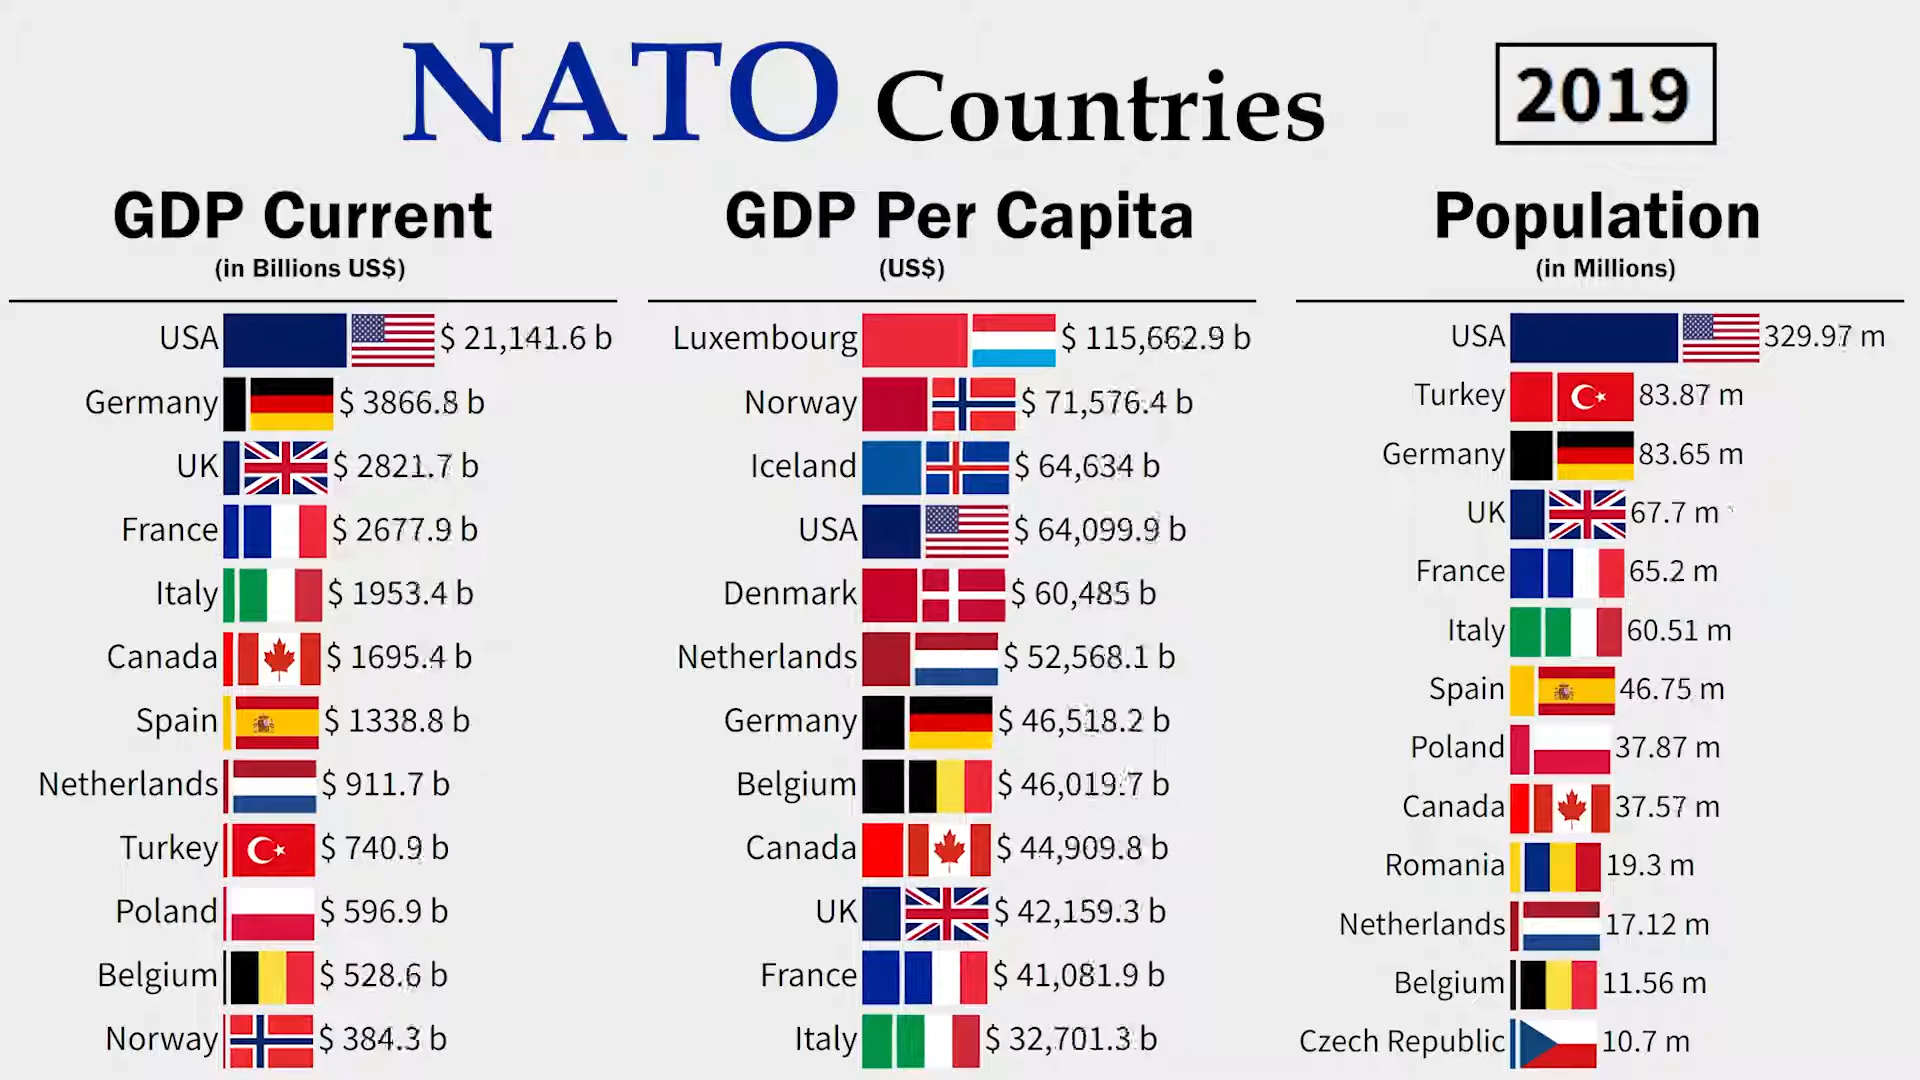 NATO Countries
2019
GDP Current
(in Billions US$)
USA $ 21,141.6 b
Germany $ 3866.8 b
UK $ 2821.7 b
France $ 2677.9 b
Italy $ 1953.4 b
Canada $ 1695.4 b
Spain $ 1338.8 b
Netherlands $ 911.7 b
Turkey $ 740.9 b
Poland $ 596.9 b
Belgium $ 528.6 b
Norway $ 384.3 b
GDP Per Capita
(US$)
Luxembourg $ 115,662.9 b
Norway $ 71,576.4 b
Iceland $ 64,634 b
USA $ 64,099.9 b
Denmark $ 60,485 b
Netherlands $ 52,568.1 b
Germany $ 46,518.2 b
Belgium $ 46,019.7 b
Canada $ 44,909.8 b
UK $ 42,159.3 b
France $ 41,081.9 b
Italy $ 32,701.3 b
Population
(in Millions)
USA 329.97 m
Turkey 83.87 m
Germany 83.65 m
UK 67.7 m
France 65.2 m
Italy 60.51 m
Spain 46.75 m
Poland 37.87 m
Canada 37.57 m
Romania 19.3 m
Netherlands 17.12 m
Belgium 11.56 m
Czech Republic 10.7 m